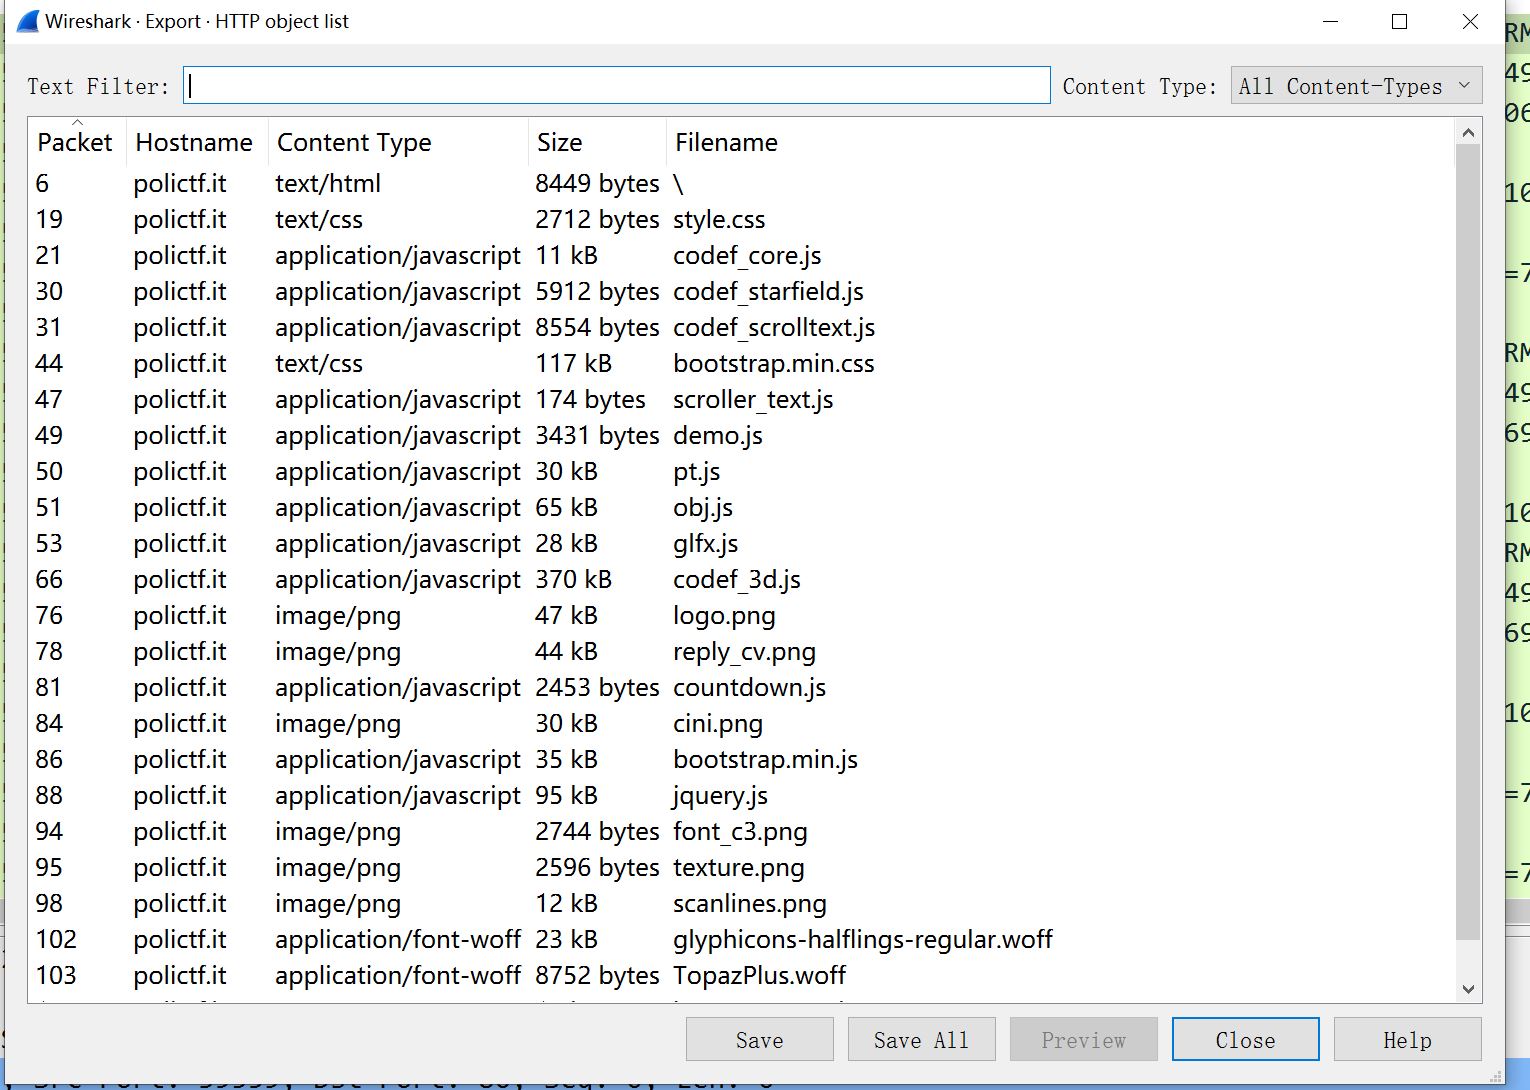 Wireshark · Export · HTTP object list
Text Filter: Content Type: All Content-Types
Packet Hostname Content Type Size Filename
6 polictf.it text/html 8449 bytes \
19 polictf.it text/css 2712 bytes style.css
21 polictf.it application/javascript 11 kB codef_core.js
30 polictf.it application/javascript 5912 bytes codef_starfield.js
31 polictf.it application/javascript 8554 bytes codef_scrolltext.js
44 polictf.it text/css 117 kB bootstrap.min.css
47 polictf.it application/javascript 174 bytes scroller_text.js
49 polictf.it application/javascript 3431 bytes demo.js
50 polictf.it application/javascript 30 kB pt.js
51 polictf.it application/javascript 65 kB obj.js
53 polictf.it application/javascript 28 kB glfx.js
66 polictf.it application/javascript 370 kB codef_3d.js
76 polictf.it image/png 47 kB logo.png
78 polictf.it image/png 44 kB reply_cv.png
81 polictf.it application/javascript 2453 bytes countdown.js
84 polictf.it image/png 30 kB cini.png
86 polictf.it application/javascript 35 kB bootstrap.min.js
88 polictf.it application/javascript 95 kB jquery.js
94 polictf.it image/png 2744 bytes font_c3.png
95 polictf.it image/png 2596 bytes texture.png
98 polictf.it image/png 12 kB scanlines.png
102 polictf.it application/font-woff 23 kB glyphicons-halflings-regular.woff
103 polictf.it application/font-woff 8752 bytes TopazPlus.woff
Save Save All Preview Close Help